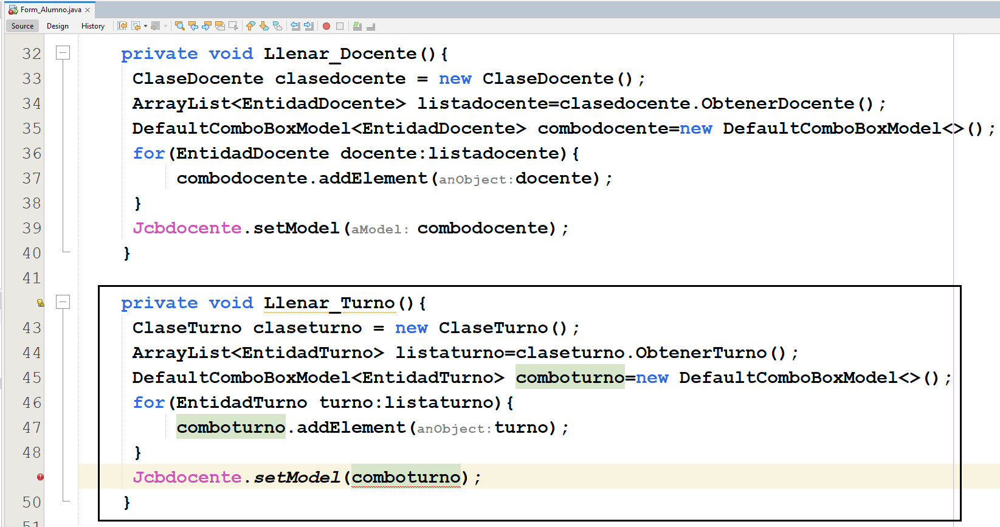 Form_Alumno.java
Source Design History
32 private void Llenar_Docente(){
33 ClaseDocente clasedocente = new ClaseDocente();
34 ArrayList<EntidadDocente> listadocente=clasedocente.ObtenerDocente();
35 DefaultComboBoxModel<EntidadDocente> combodocente=new DefaultComboBoxModel<>();
36 for(EntidadDocente docente:listadocente){
37 combodocente.addElement(anObject:docente);
38 }
39 Jcbdocente.setModel(aModel: combodocente);
40 }
41
private void Llenar_Turno(){
43 ClaseTurno claseturno = new ClaseTurno();
44 ArrayList<EntidadTurno> listaturno=claseturno.ObtenerTurno();
45 DefaultComboBoxModel<EntidadTurno> comboturno=new DefaultComboBoxModel<>();
46 for(EntidadTurno turno:listaturno){
47 comboturno.addElement(anObject:turno);
48 }
Jcbdocente.setModel(comboturno);
50 }
51